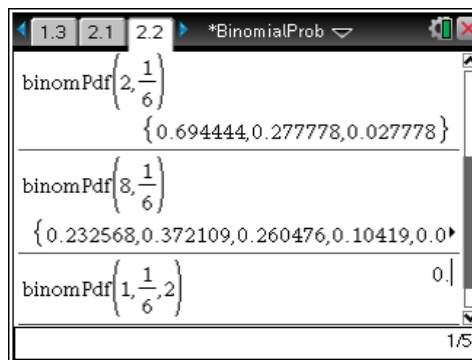 1.3 2.1 2.2 *BinomialProb
binomPdf(2,1/6)
{0.694444,0.277778,0.027778}
binomPdf(8,1/6)
{0.232568,0.372109,0.260476,0.10419,0.0
binomPdf(1,1/6,2) 0.
1/5